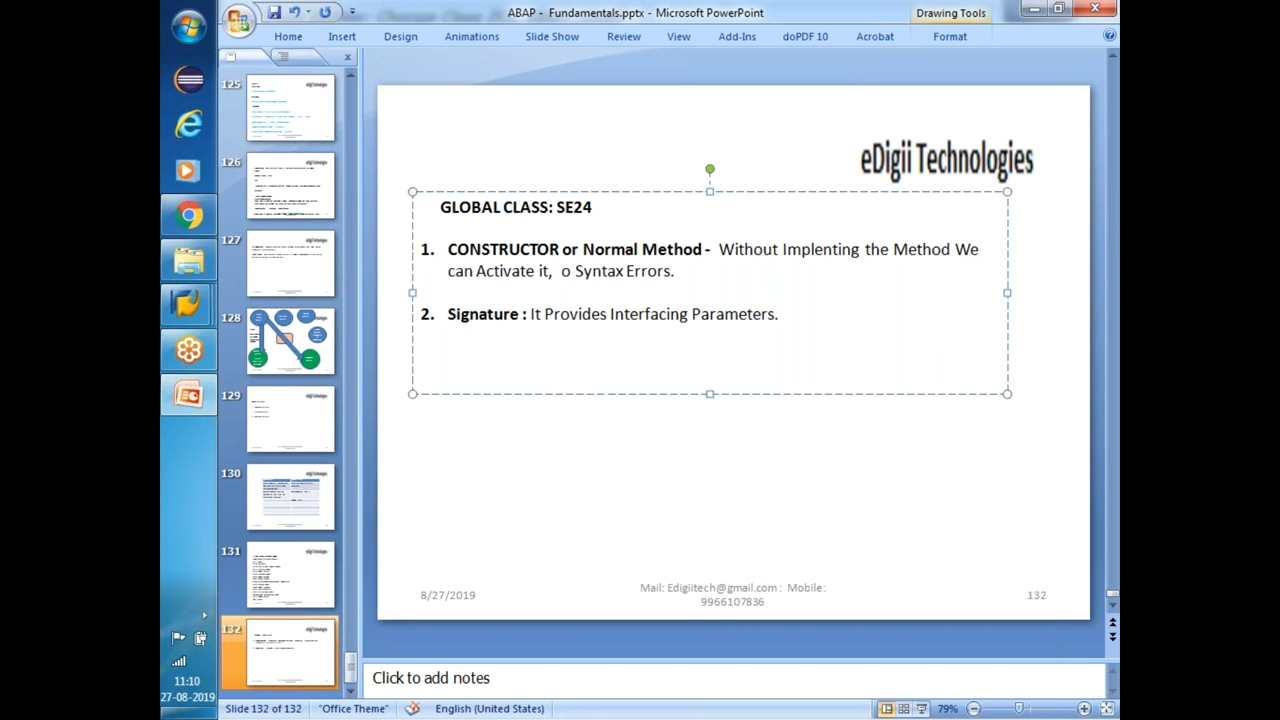 ABAP - Fundamentals.pptx - Microsoft PowerPoint
Drawing Tools
Home Insert Design Animations Slide Show Review View Add-Ins doPDF 10 Acrobat Format
eDigii Technologies
GLOBAL CLASS: SE24
1. CONSTRUCTOR or Normal Method : Without Implenting the Method We
can Activate it, o Syntax Errors.
2. Signature : It Provides Interfacing Parameters.
8/27/2019
Mail: Edigiitech@gmail.com : Mobile:
9966107836
132
125
126
127
128
129
130
131
132
Click to add notes
11:10
27-08-2019
Slide 132 of 132 "Office Theme" English (United States) 79%